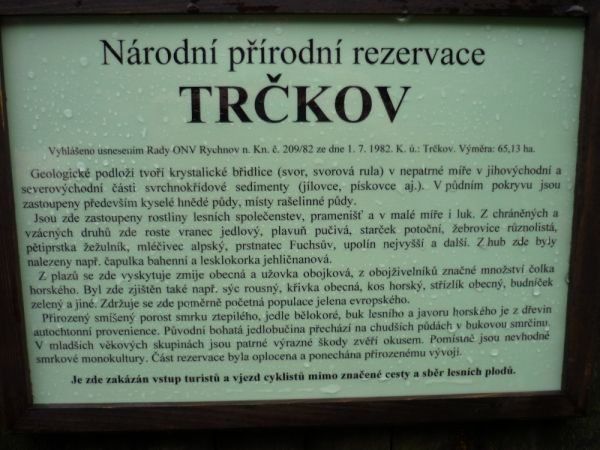 Národní přírodní rezervace
TRČKOV
Vyhlášeno usnesením Rady ONV Rychnov n. Kn. č. 209/82 ze dne 1. 7. 1982. K. ú.: Trčkov. Výměra: 65,13 ha.
Geologické podloží tvoří krystalické břidlice (svor, svorová rula) v nepatrné míře v jihovýchodní a
severovýchodní části svrchnokřídové sedimenty (jílovce, pískovce aj.). V půdním pokryvu jsou
zastoupeny především kyselé hnědé půdy, místy rašelinné půdy.
Jsou zde zastoupeny rostliny lesních společenstev, pramenišť a v malé míře i luk. Z chráněných a
vzácných druhů zde roste vranec jedlový, plavuň pučivá, starček potoční, žebrovice různolistá,
pětiprstka žežulník, mléčivec alpský, prstnatec Fuchsův, upolín nejvyšší a další. Z hub zde byly
nalezeny např. čapulka bahenní a lesklokorka jehličnanová.
Z plazů se zde vyskytuje zmije obecná a užovka obojková, z obojživelníků značné množství čolka
horského. Byl zde zjištěn také např. sýc rousný, křivka obecná, kos horský, střízlík obecný, budníček
zelený a jiné. Zdržuje se zde poměrně početná populace jelena evropského.
Přirozený smíšený porost smrku ztepilého, jedle bělokoré, buk lesního a javoru horského je z dřevin
autochtonní provenience. Původní bohatá jedlobučina přechází na chudších půdách v bukovou smrčinu.
V mladších věkových skupinách jsou patrné výrazné škody zvěří okusem. Pomístně jsou nevhodné
smrkové monokultury. Část rezervace byla oplocena a ponechána přirozenému vývoji.
Je zde zakázán vstup turistů a vjezd cyklistů mimo značené cesty a sběr lesních plodů.